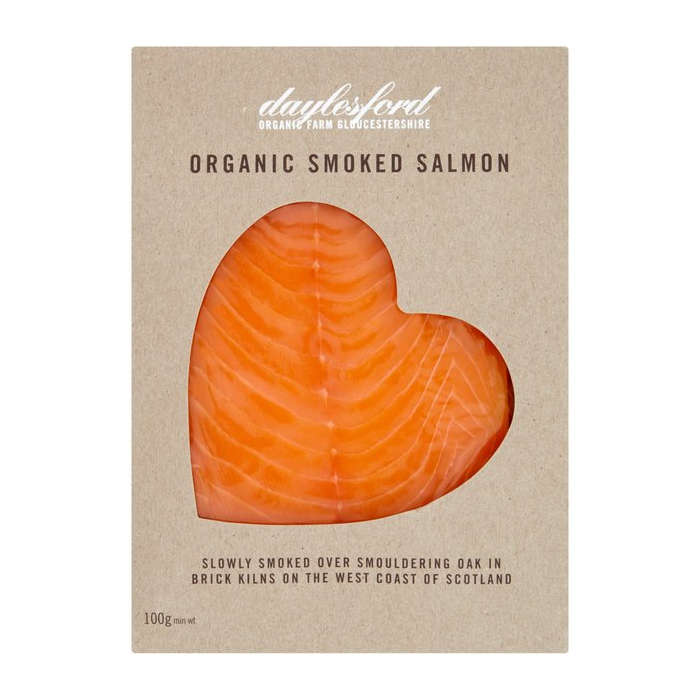 daylesford
ORGANIC FARM GLOUCESTERSHIRE
ORGANIC SMOKED SALMON
SLOWLY SMOKED OVER SMOULDERING OAK IN
BRICK KILNS ON THE WEST COAST OF SCOTLAND
100g min wt